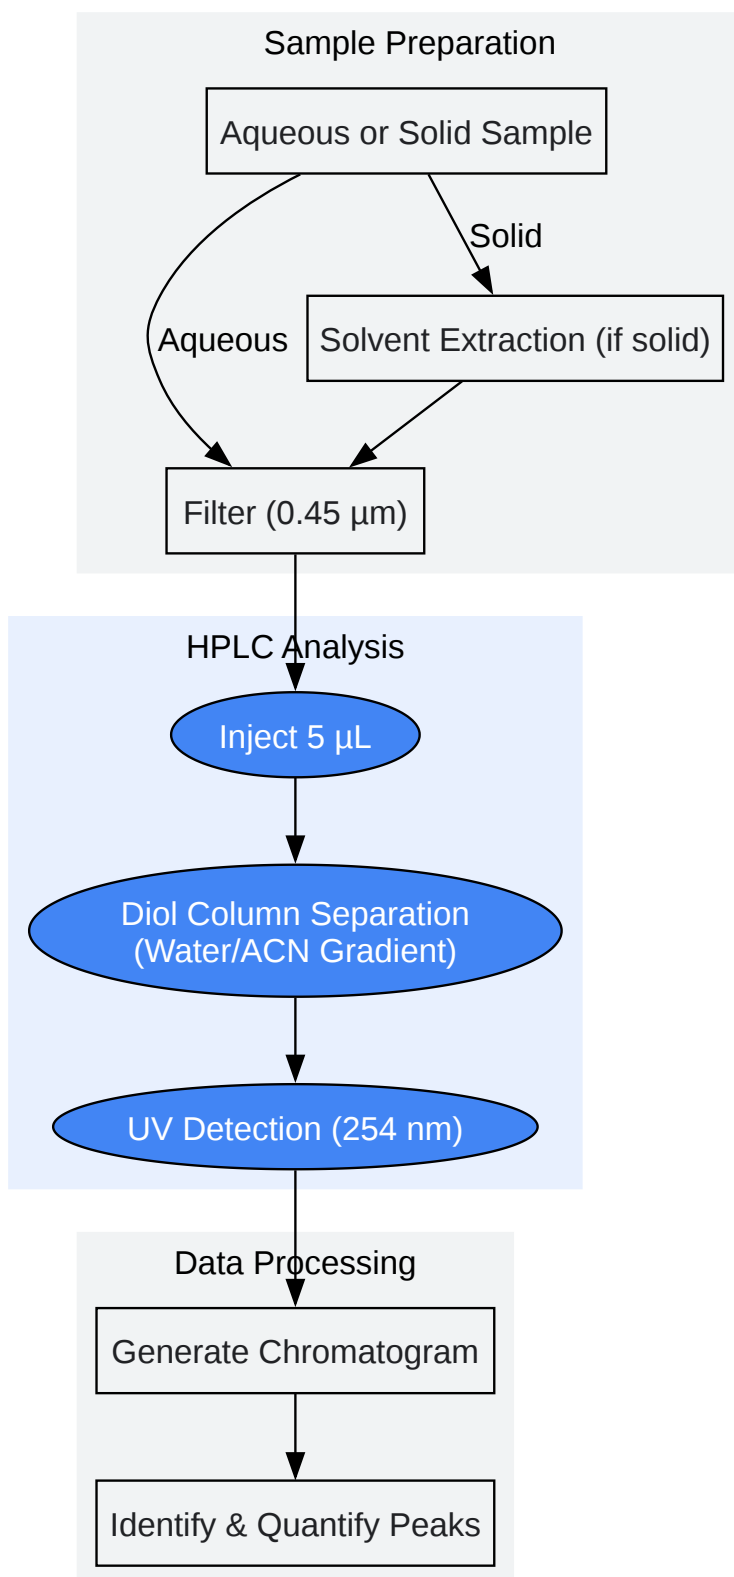 Sample Preparation
Aqueous or Solid Sample
Solid
Aqueous
Solvent Extraction (if solid)
Filter (0.45 µm)
HPLC Analysis
Inject 5 µL
Diol Column Separation
(Water/ACN Gradient)
UV Detection (254 nm)
Data Processing
Generate Chromatogram
Identify & Quantify Peaks